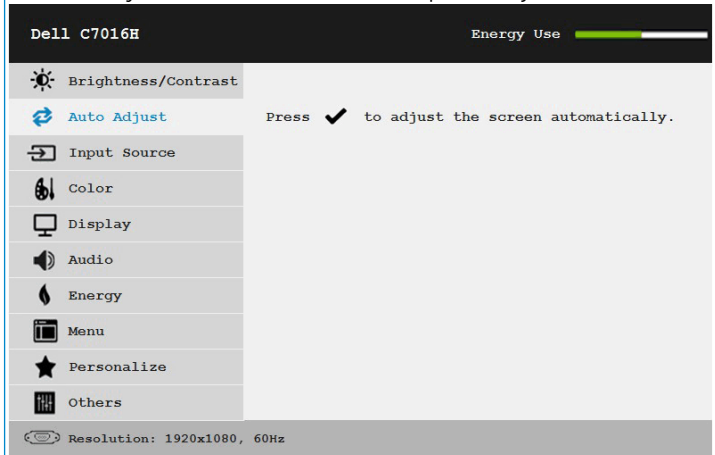 Dell C7016H
Energy Use
Brightness/Contrast
Auto Adjust
Press ✔ to adjust the screen automatically.
Input Source
Color
Display
Audio
Energy
Menu
Personalize
Others
Resolution: 1920x1080, 60Hz